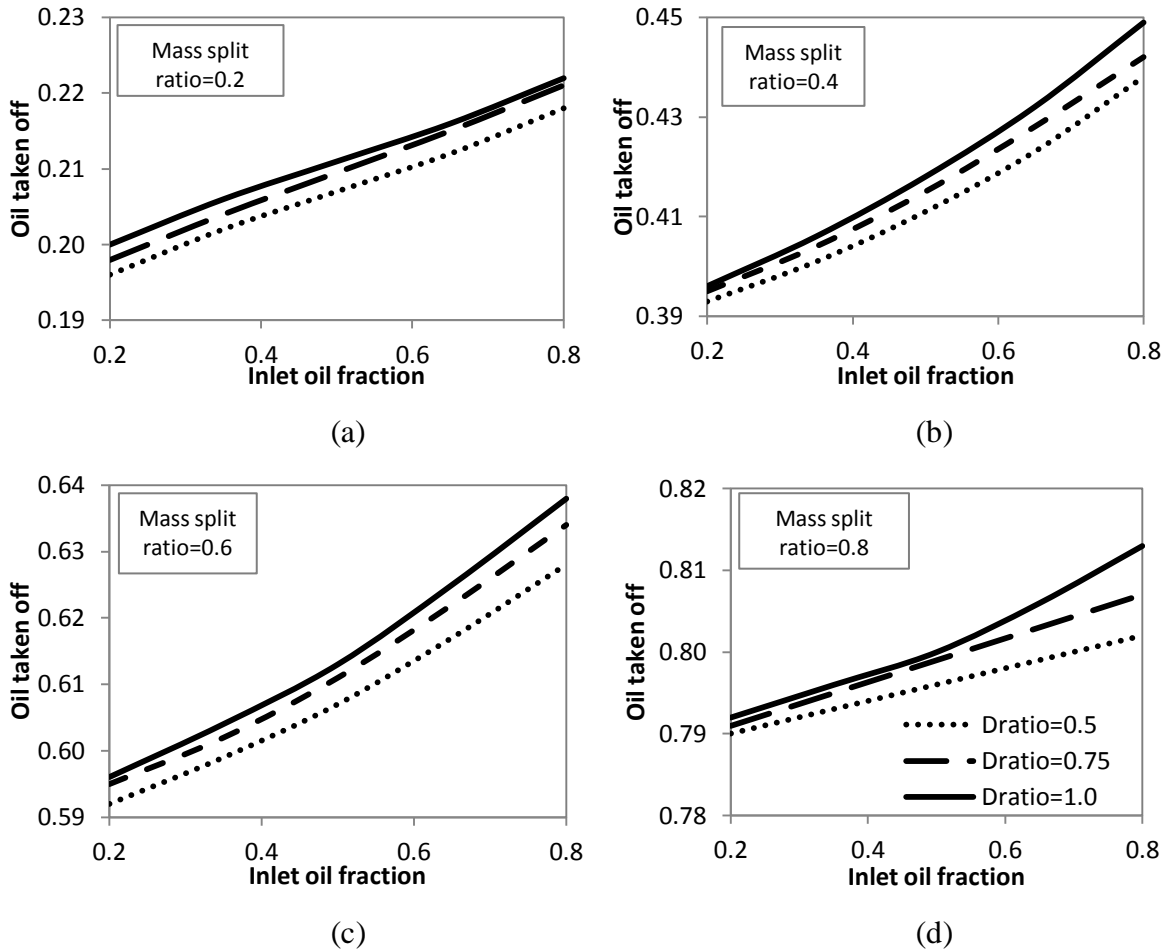 0.23
0.22
0.21
0.20
0.19
Oil taken off
Mass split
ratio=0.2
0.2 0.4 0.6 0.8
Inlet oil fraction
(a)
0.45
0.43
0.41
0.39
Oil taken off
Mass split
ratio=0.4
0.2 0.4 0.6 0.8
Inlet oil fraction
(b)
0.64
0.63
0.62
0.61
0.60
0.59
Oil taken off
Mass split
ratio=0.6
0.2 0.4 0.6 0.8
Inlet oil fraction
(c)
0.82
0.81
0.80
0.79
0.78
Oil taken off
Mass split
ratio=0.8
Dratio=0.5
Dratio=0.75
Dratio=1.0
0.2 0.4 0.6 0.8
Inlet oil fraction
(d)